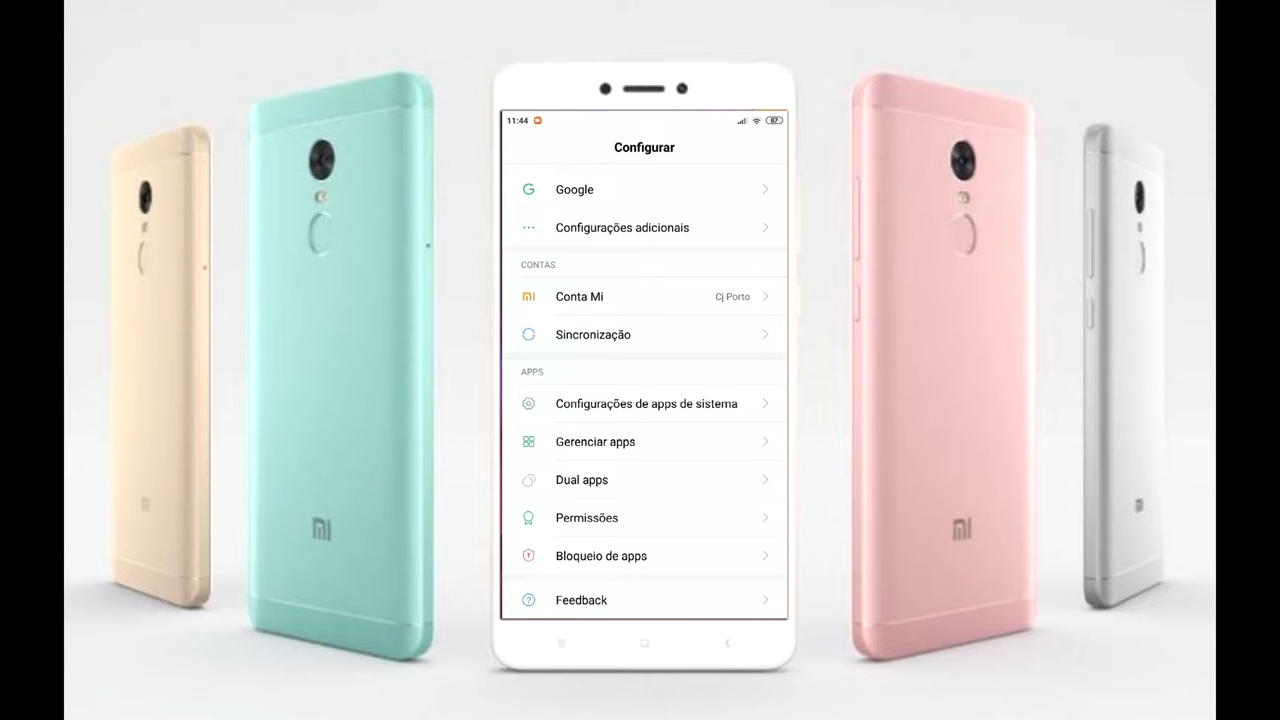 11:44
87
Configurar
Google
Configurações adicionais
CONTAS
Conta Mi
Cj Porto
Sincronização
APPS
Configurações de apps de sistema
Gerenciar apps
Dual apps
Permissões
Bloqueio de apps
Feedback